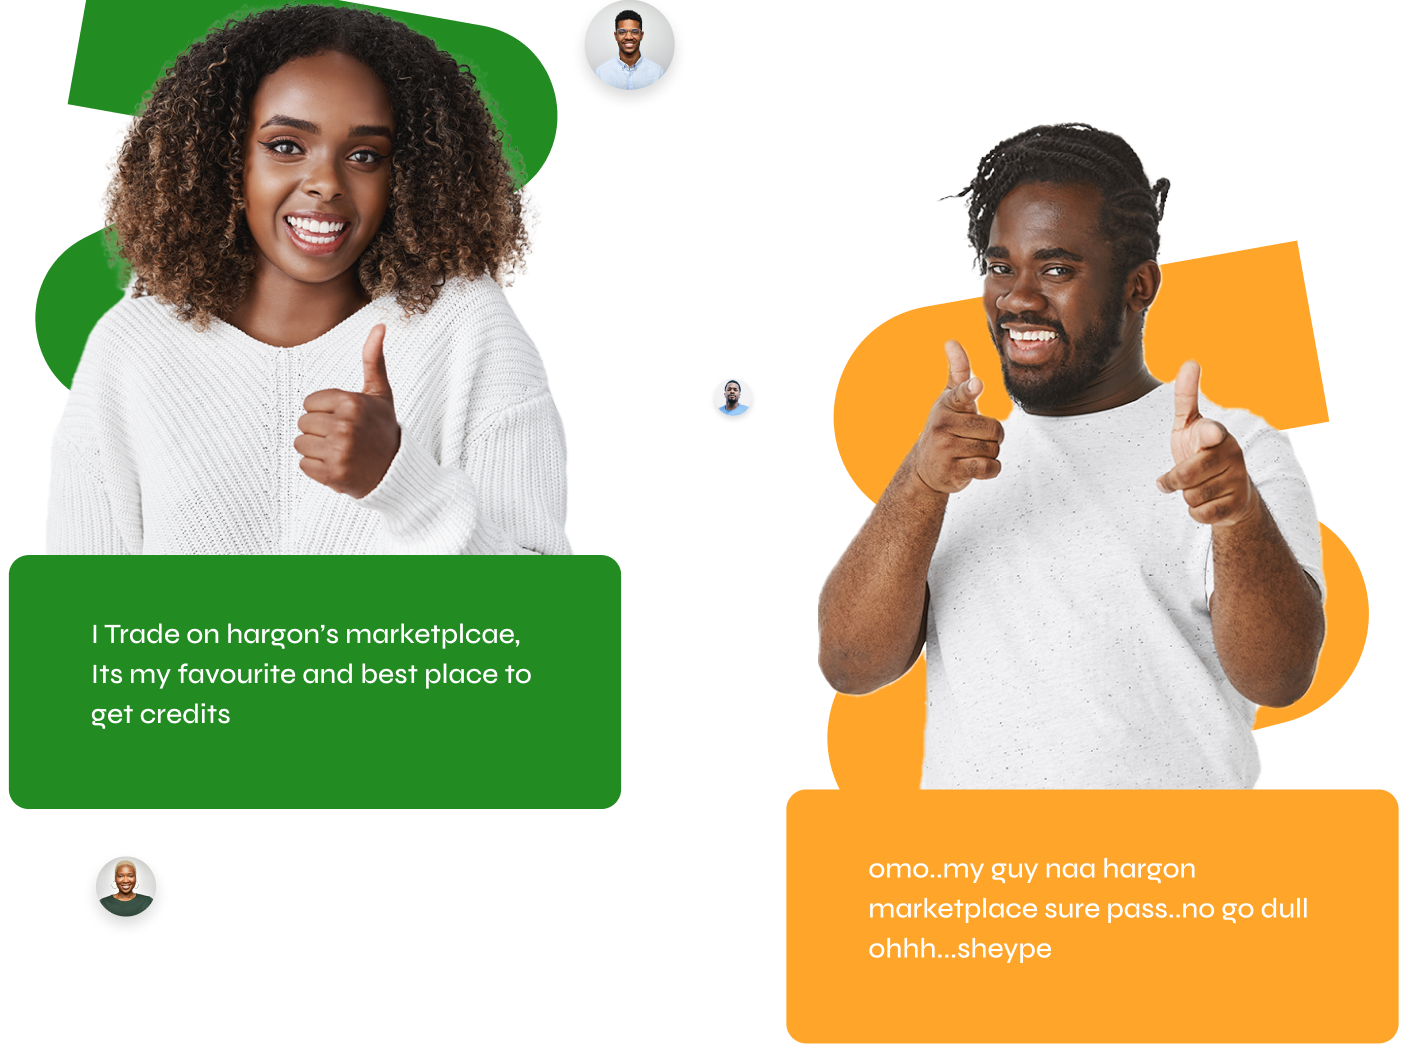 I Trade on hargon's marketplcae,
Its my favourite and best place to
get credits
omo..my guy naa hargon
marketplace sure pass..no go dull
ohhh...sheype